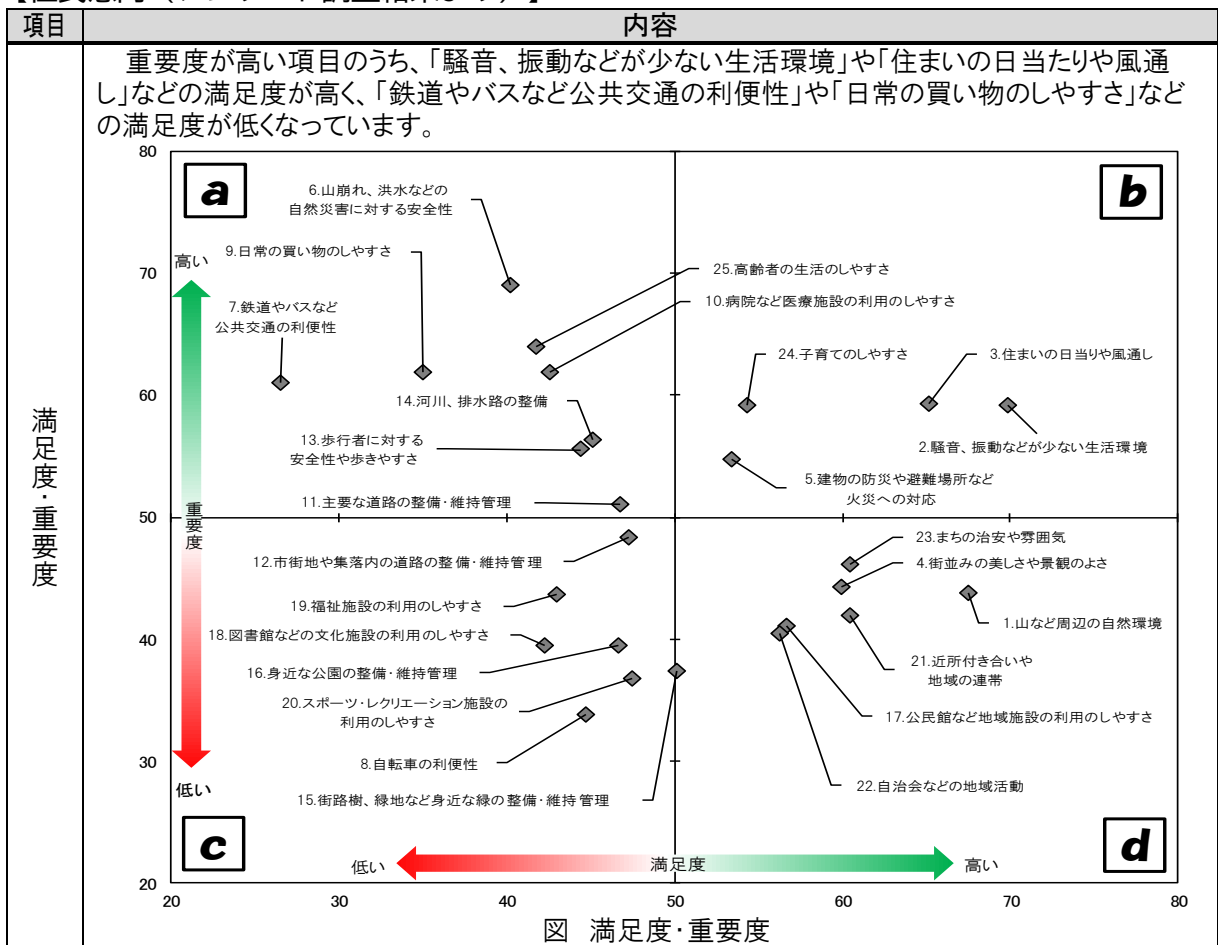 項目
内容
重要度が高い項目のうち、「騒音、振動などが少ない生活環境」や「住まいの日当たりや風通
し」などの満足度が高く、「鉄道やバスなど公共交通の利便性」や「日常の買い物のしやすさ」など
の満足度が低くなっています。
満足度・重要度
80
70
60
50
40
30
20
a
b
6.山崩れ、洪水などの
自然災害に対する安全性
9.日常の買い物のしやすさ
高い
25.高齢者の生活のしやすさ
7.鉄道やバスなど
公共交通の利便性
10.病院など医療施設の利用のしやすさ
24.子育てのしやすさ
3.住まいの日当りや風通し
14.河川、排水路の整備
13.歩行者に対する
安全性や歩きやすさ
2.騒音、振動などが少ない生活環境
5.建物の防災や避難場所など
火災への対応
11.主要な道路の整備・維持管理
重要度
12.市街地や集落内の道路の整備・維持管理
23.まちの治安や雰囲気
4.街並みの美しさや景観のよさ
19.福祉施設の利用のしやすさ
1.山など周辺の自然環境
18.図書館などの文化施設の利用のしやすさ
16.身近な公園の整備・維持管理
21.近所付き合いや
地域の連帯
20.スポーツ・レクリエーション施設の
利用のしやすさ
17.公民館など地域施設の利用のしやすさ
8.自転車の利便性
低い
22.自治会などの地域活動
15.街路樹、緑地など身近な緑の整備・維持管理
c
d
低い
満足度
高い
20
30
40
50
60
70
80
図 満足度・重要度